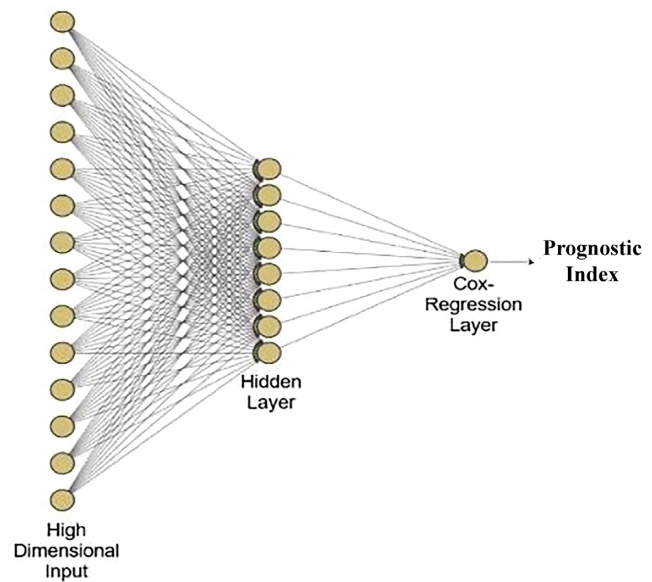 Prognostic
Index
Cox-
Regression
Layer
Hidden
Layer
High
Dimensional
Input